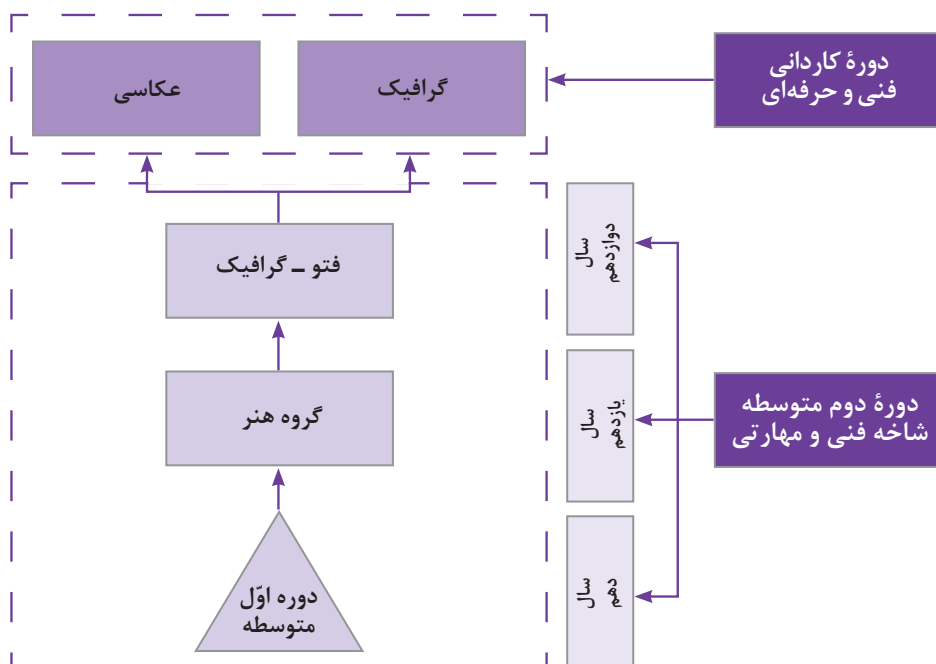 دورهٔ کاردانی
فنی و حرفه‌ای
گرافیک
عکاسی
سال
دوازدهم
فتو ـ گرافیک
دورهٔ دوم متوسطه
شاخه فنی و مهارتی
سال
یازدهم
گروه هنر
سال
دهم
دوره اوّل
متوسطه